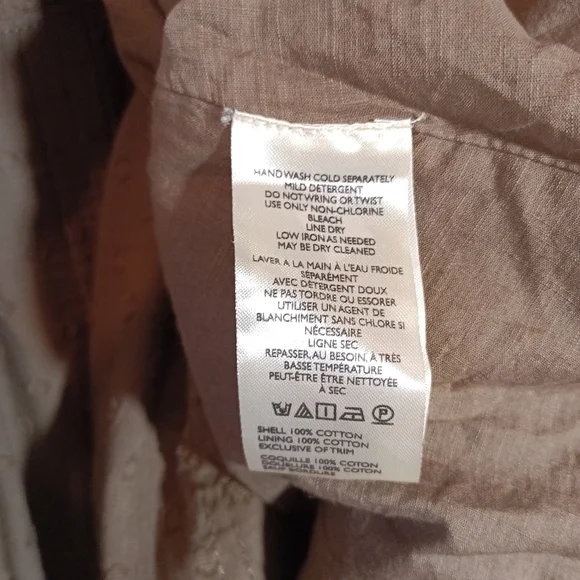 HAND WASH COLD SEPARATELY
MILD DETERGENT
DO NOT WRING OR TWIST
USE ONLY NON-CHLORINE
BLEACH
LINE DRY
LOW IRON AS NEEDED
MAY BE DRY CLEANED
LAVER A LA MAIN À L'EAU FROIDE
SÉPARÉMENT
AVEC DÉTERGENT DOUX
NE PAS TORDRE OU ESSORER
UTILISER UN AGENT DE
BLANCHIMENT SANS CHLORE SI
NÉCESSAIRE
LIGNE SEC
REPASSER, AU BESOIN, À TRÈS
BASSE TEMPÉRATURE
PEUT-ÊTRE ÊTRE NETTOYÉE
À SEC
P
SHELL 100% COTTON
LINING 100% COTTON
EXCLUSIVE OF TRIM
COQUILLE 100% COTON
DOUBLURE 100% COTON
SAUF BORDURE